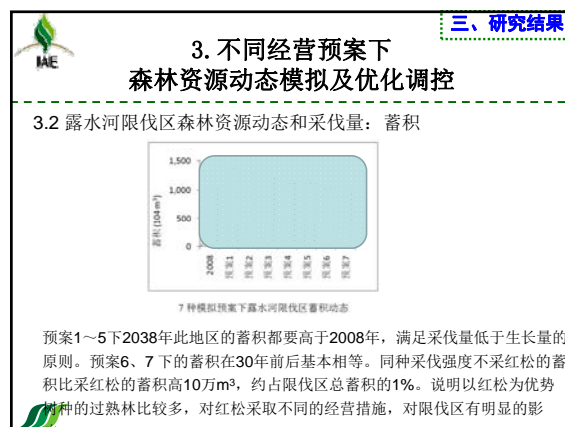 三、研究结果
IAE
3.不同经营预案下
森林资源动态模拟及优化调控
3.2 露水河限伐区森林资源动态和采伐量：蓄积
1,500
1,000
500
0
蓄积 (104 m³)
2008
预案1
预案2
预案3
预案4
预案5
预案6
预案7
7 种模拟预案下露水河限伐区蓄积动态
预案1～5下2038年此地区的蓄积都要高于2008年，满足采伐量低于生长量的
原则。预案6、7 下的蓄积在30年前后基本相等。同种采伐强度不采红松的蓄
积比采红松的蓄积高10万m³，约占限伐区总蓄积的1%。说明以红松为优势
树种的过熟林比较多，对红松采取不同的经营措施，对限伐区有明显的影